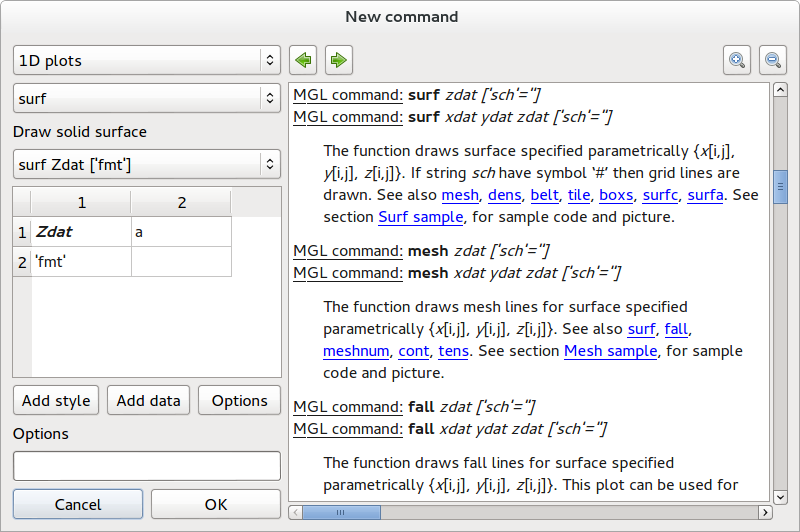 New command
1D plots
surf
Draw solid surface
surf Zdat ['fmt']
1 2
1 Zdat a
2 'fmt'
Add style Add data Options
Options
Cancel OK
MGL command: surf zdat ['sch'='']
MGL command: surf xdat ydat zdat ['sch'='']
The function draws surface specified parametrically {x[i,j],
y[i,j], z[i,j]}. If string sch have symbol ‘#’ then grid lines are
drawn. See also mesh, dens, belt, tile, boxs, surfc, surfa. See
section Surf sample, for sample code and picture.
MGL command: mesh zdat ['sch'='']
MGL command: mesh xdat ydat zdat ['sch'='']
The function draws mesh lines for surface specified
parametrically {x[i,j], y[i,j], z[i,j]}. See also surf, fall,
meshnum, cont, tens. See section Mesh sample, for sample
code and picture.
MGL command: fall zdat ['sch'='']
MGL command: fall xdat ydat zdat ['sch'='']
The function draws fall lines for surface specified
parametrically {x[i,j], y[i,j], z[i,j]}. This plot can be used for